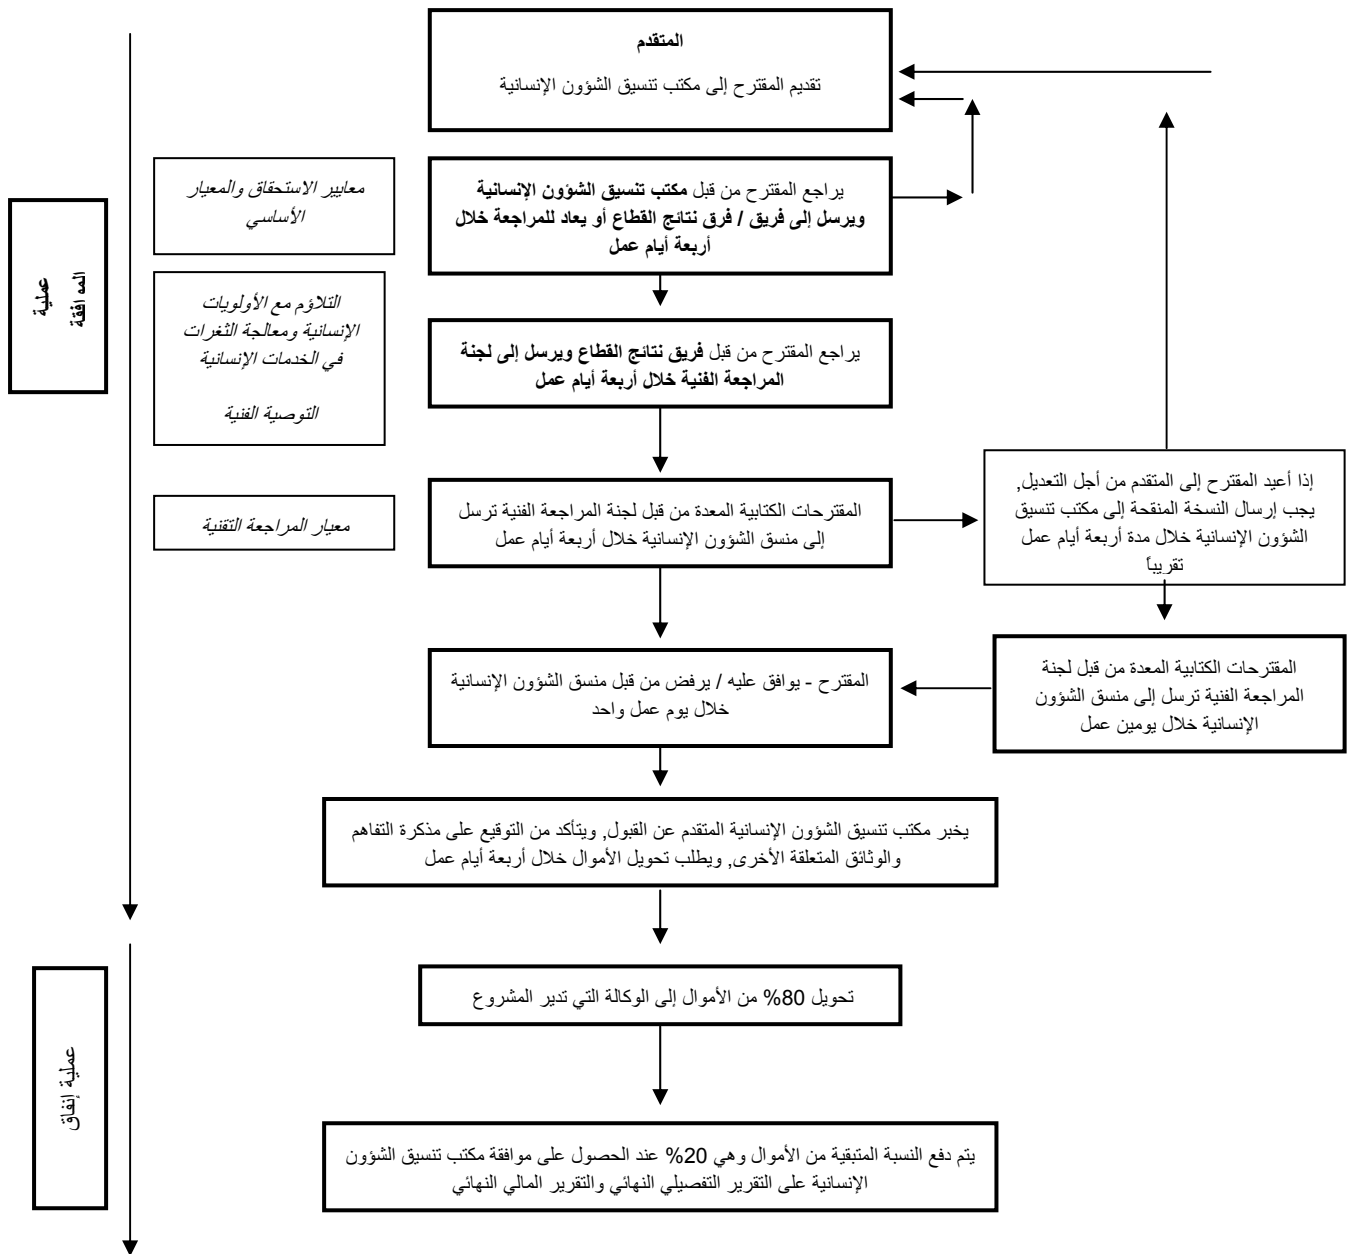 المتقدم
تقديم المقترح إلى مكتب تنسيق الشؤون الإنسانية
معايير الاستحقاق والمعيار
الأساسي
يراجع المقترح من قبل مكتب تنسيق الشؤون الإنسانية
ويرسل إلى فريق / فرق نتائج القطاع أو يعاد للمراجعة خلال
أربعة أيام عمل
عملية
الموافقة
التلاؤم مع الأولويات
الإنسانية ومعالجة الثغرات
في الخدمات الإنسانية
التوصية الفنية
يراجع المقترح من قبل فريق نتائج القطاع ويرسل إلى لجنة
المراجعة الفنية خلال أربعة أيام عمل
إذا أعيد المقترح إلى المتقدم من أجل التعديل,
يجب إرسال النسخة المنقحة إلى مكتب تنسيق
الشؤون الإنسانية خلال مدة أربعة أيام عمل
تقريباً
المقترحات الكتابية المعدة من قبل لجنة المراجعة الفنية ترسل
إلى منسق الشؤون الإنسانية خلال أربعة أيام عمل
معيار المراجعة التقنية
المقترحات الكتابية المعدة من قبل لجنة
المراجعة الفنية ترسل إلى منسق الشؤون
الإنسانية خلال يومين عمل
المقترح - يوافق عليه / يرفض من قبل منسق الشؤون الإنسانية
خلال يوم عمل واحد
يخبر مكتب تنسيق الشؤون الإنسانية المتقدم عن القبول, ويتأكد من التوقيع على مذكرة التفاهم
والوثائق المتعلقة الأخرى, ويطلب تحويل الأموال خلال أربعة أيام عمل
عملية إنفاق
تحويل 80% من الأموال إلى الوكالة التي تدير المشروع
يتم دفع النسبة المتبقية من الأموال وهي 20% عند الحصول على موافقة مكتب تنسيق الشؤون
الإنسانية على التقرير التفصيلي النهائي والتقرير المالي النهائي